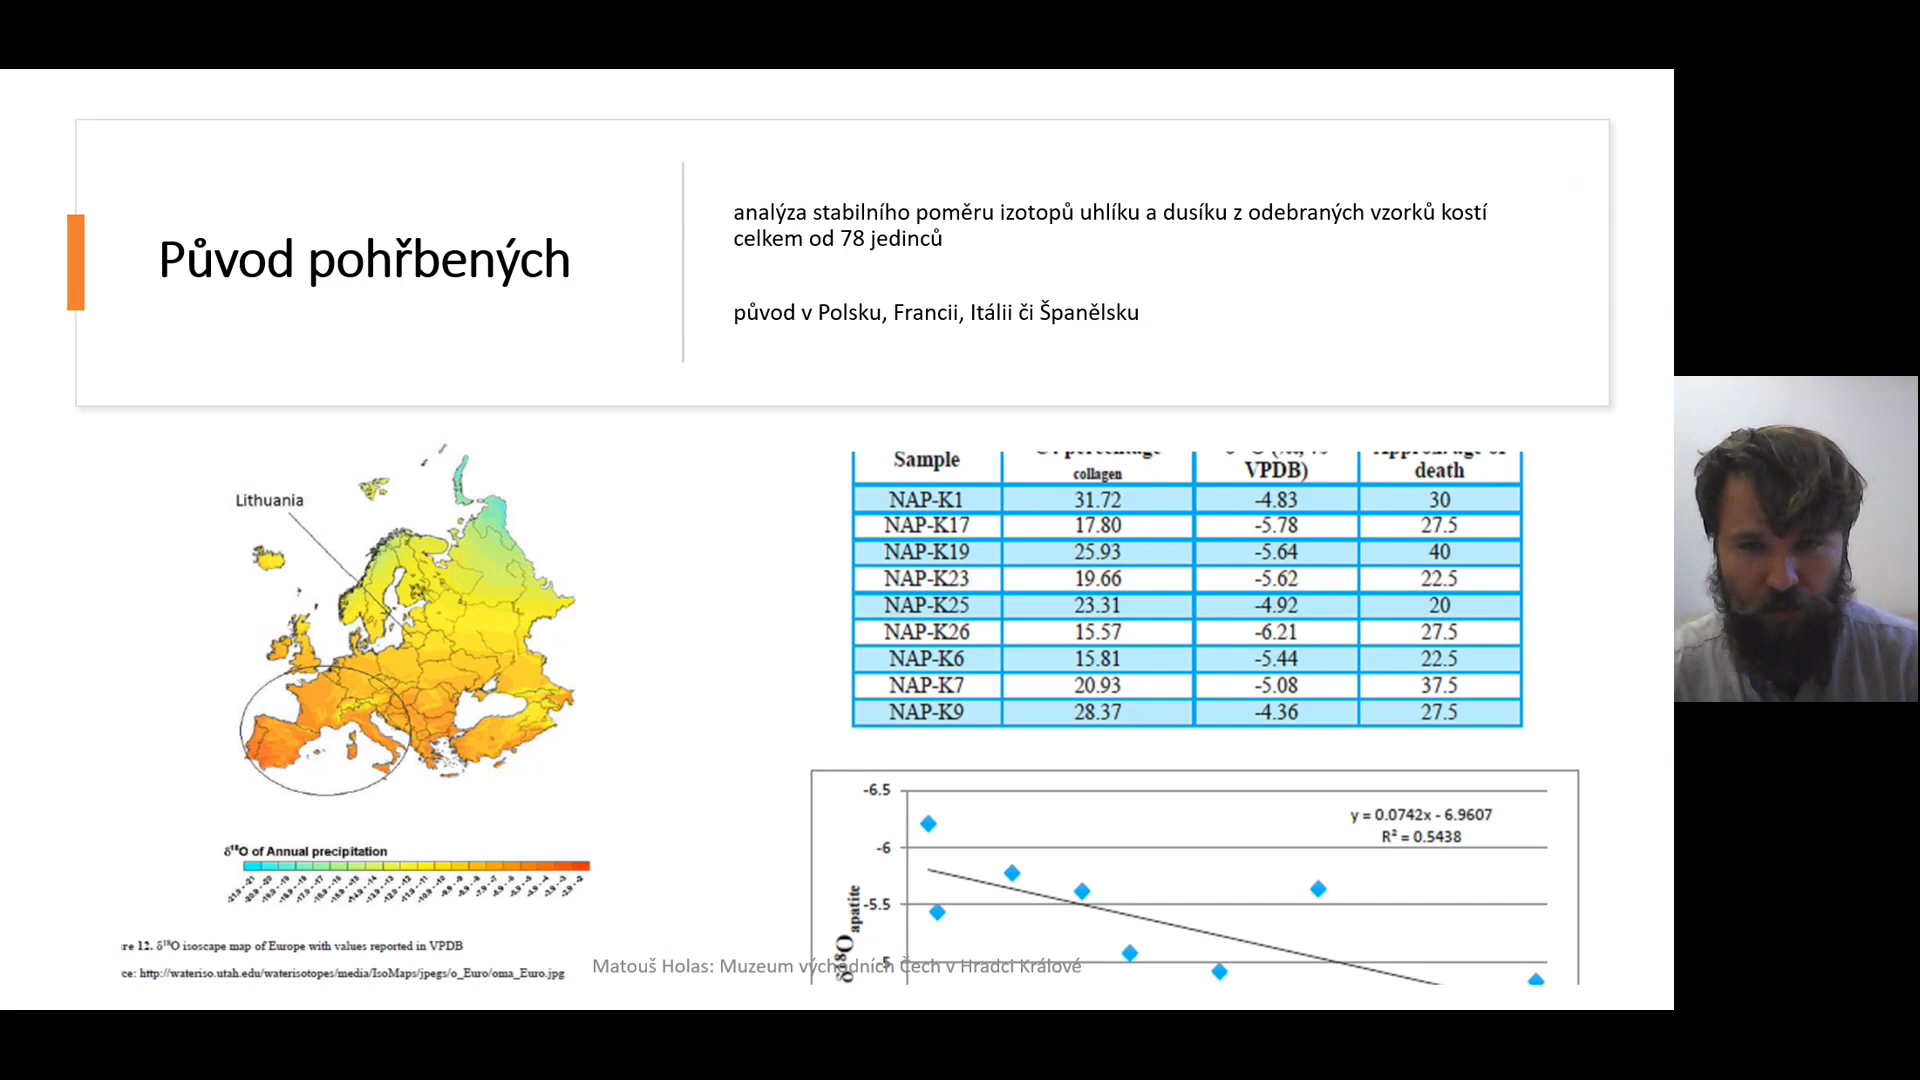 Původ pohřbených
analýza stabilního poměru izotopů uhlíku a dusíku z odebraných vzorků kostí
celkem od 78 jedinců
původ v Polsku, Francii, Itálii či Španělsku
Lithuania
δ¹⁸O of Annual precipitation
re 12. δ¹⁸O isoscape map of Europe with values reported in VPDB
ce: http://wateriso.utah.edu/waterisotopes/media/IsoMaps/jpegs/o_Euro/oma_Euro.jpg
Sample collagen VPDB) death
NAP-K1 31.72 -4.83 30
NAP-K17 17.80 -5.78 27.5
NAP-K19 25.93 -5.64 40
NAP-K23 19.66 -5.62 22.5
NAP-K25 23.31 -4.92 20
NAP-K26 15.57 -6.21 27.5
NAP-K6 15.81 -5.44 22.5
NAP-K7 20.93 -5.08 37.5
NAP-K9 28.37 -4.36 27.5
-6.5
y = 0.0742x - 6.9607
R² = 0.5438
-6
-5.5
-5
δ¹⁸O apatite
Matouš Holas: Muzeum východních Čech v Hradci Králové